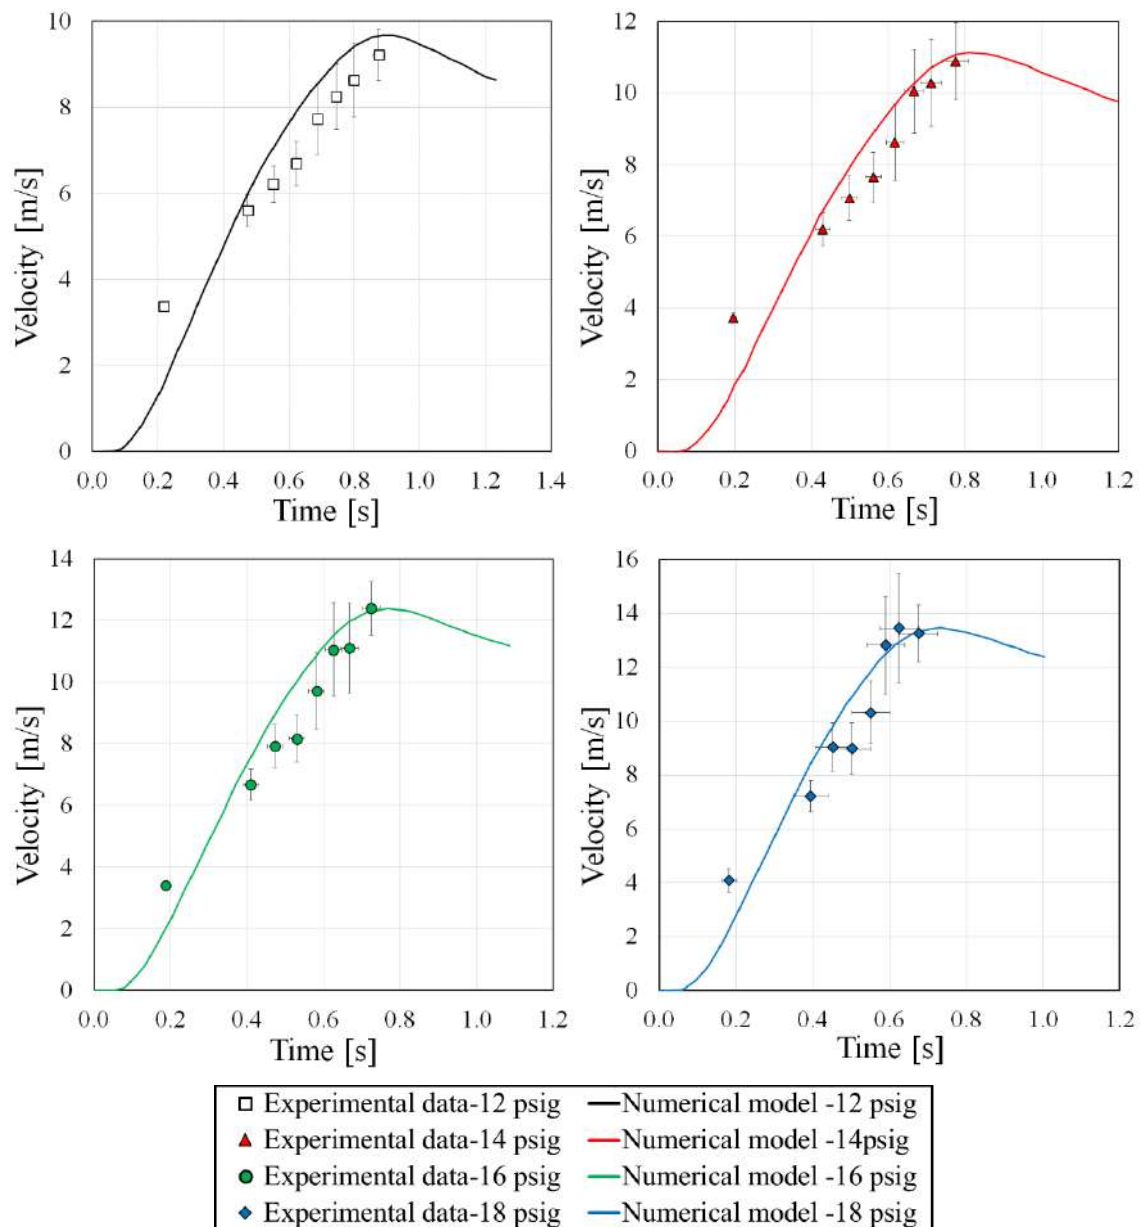 10
8
6
4
2
0
Velocity [m/s]
0.0 0.2 0.4 0.6 0.8 1.0 1.2 1.4
Time [s]
12
10
8
6
4
2
0
Velocity [m/s]
0.0 0.2 0.4 0.6 0.8 1.0 1.2
Time [s]
14
12
10
8
6
4
2
0
Velocity [m/s]
0.0 0.2 0.4 0.6 0.8 1.0 1.2
Time [s]
16
14
12
10
8
6
4
2
0
Velocity [m/s]
0.0 0.2 0.4 0.6 0.8 1.0 1.2
Time [s]
Experimental data-12 psig
Numerical model -12 psig
Experimental data-14 psig
Numerical model -14psig
Experimental data-16 psig
Numerical model -16 psig
Experimental data-18 psig
Numerical model -18 psig